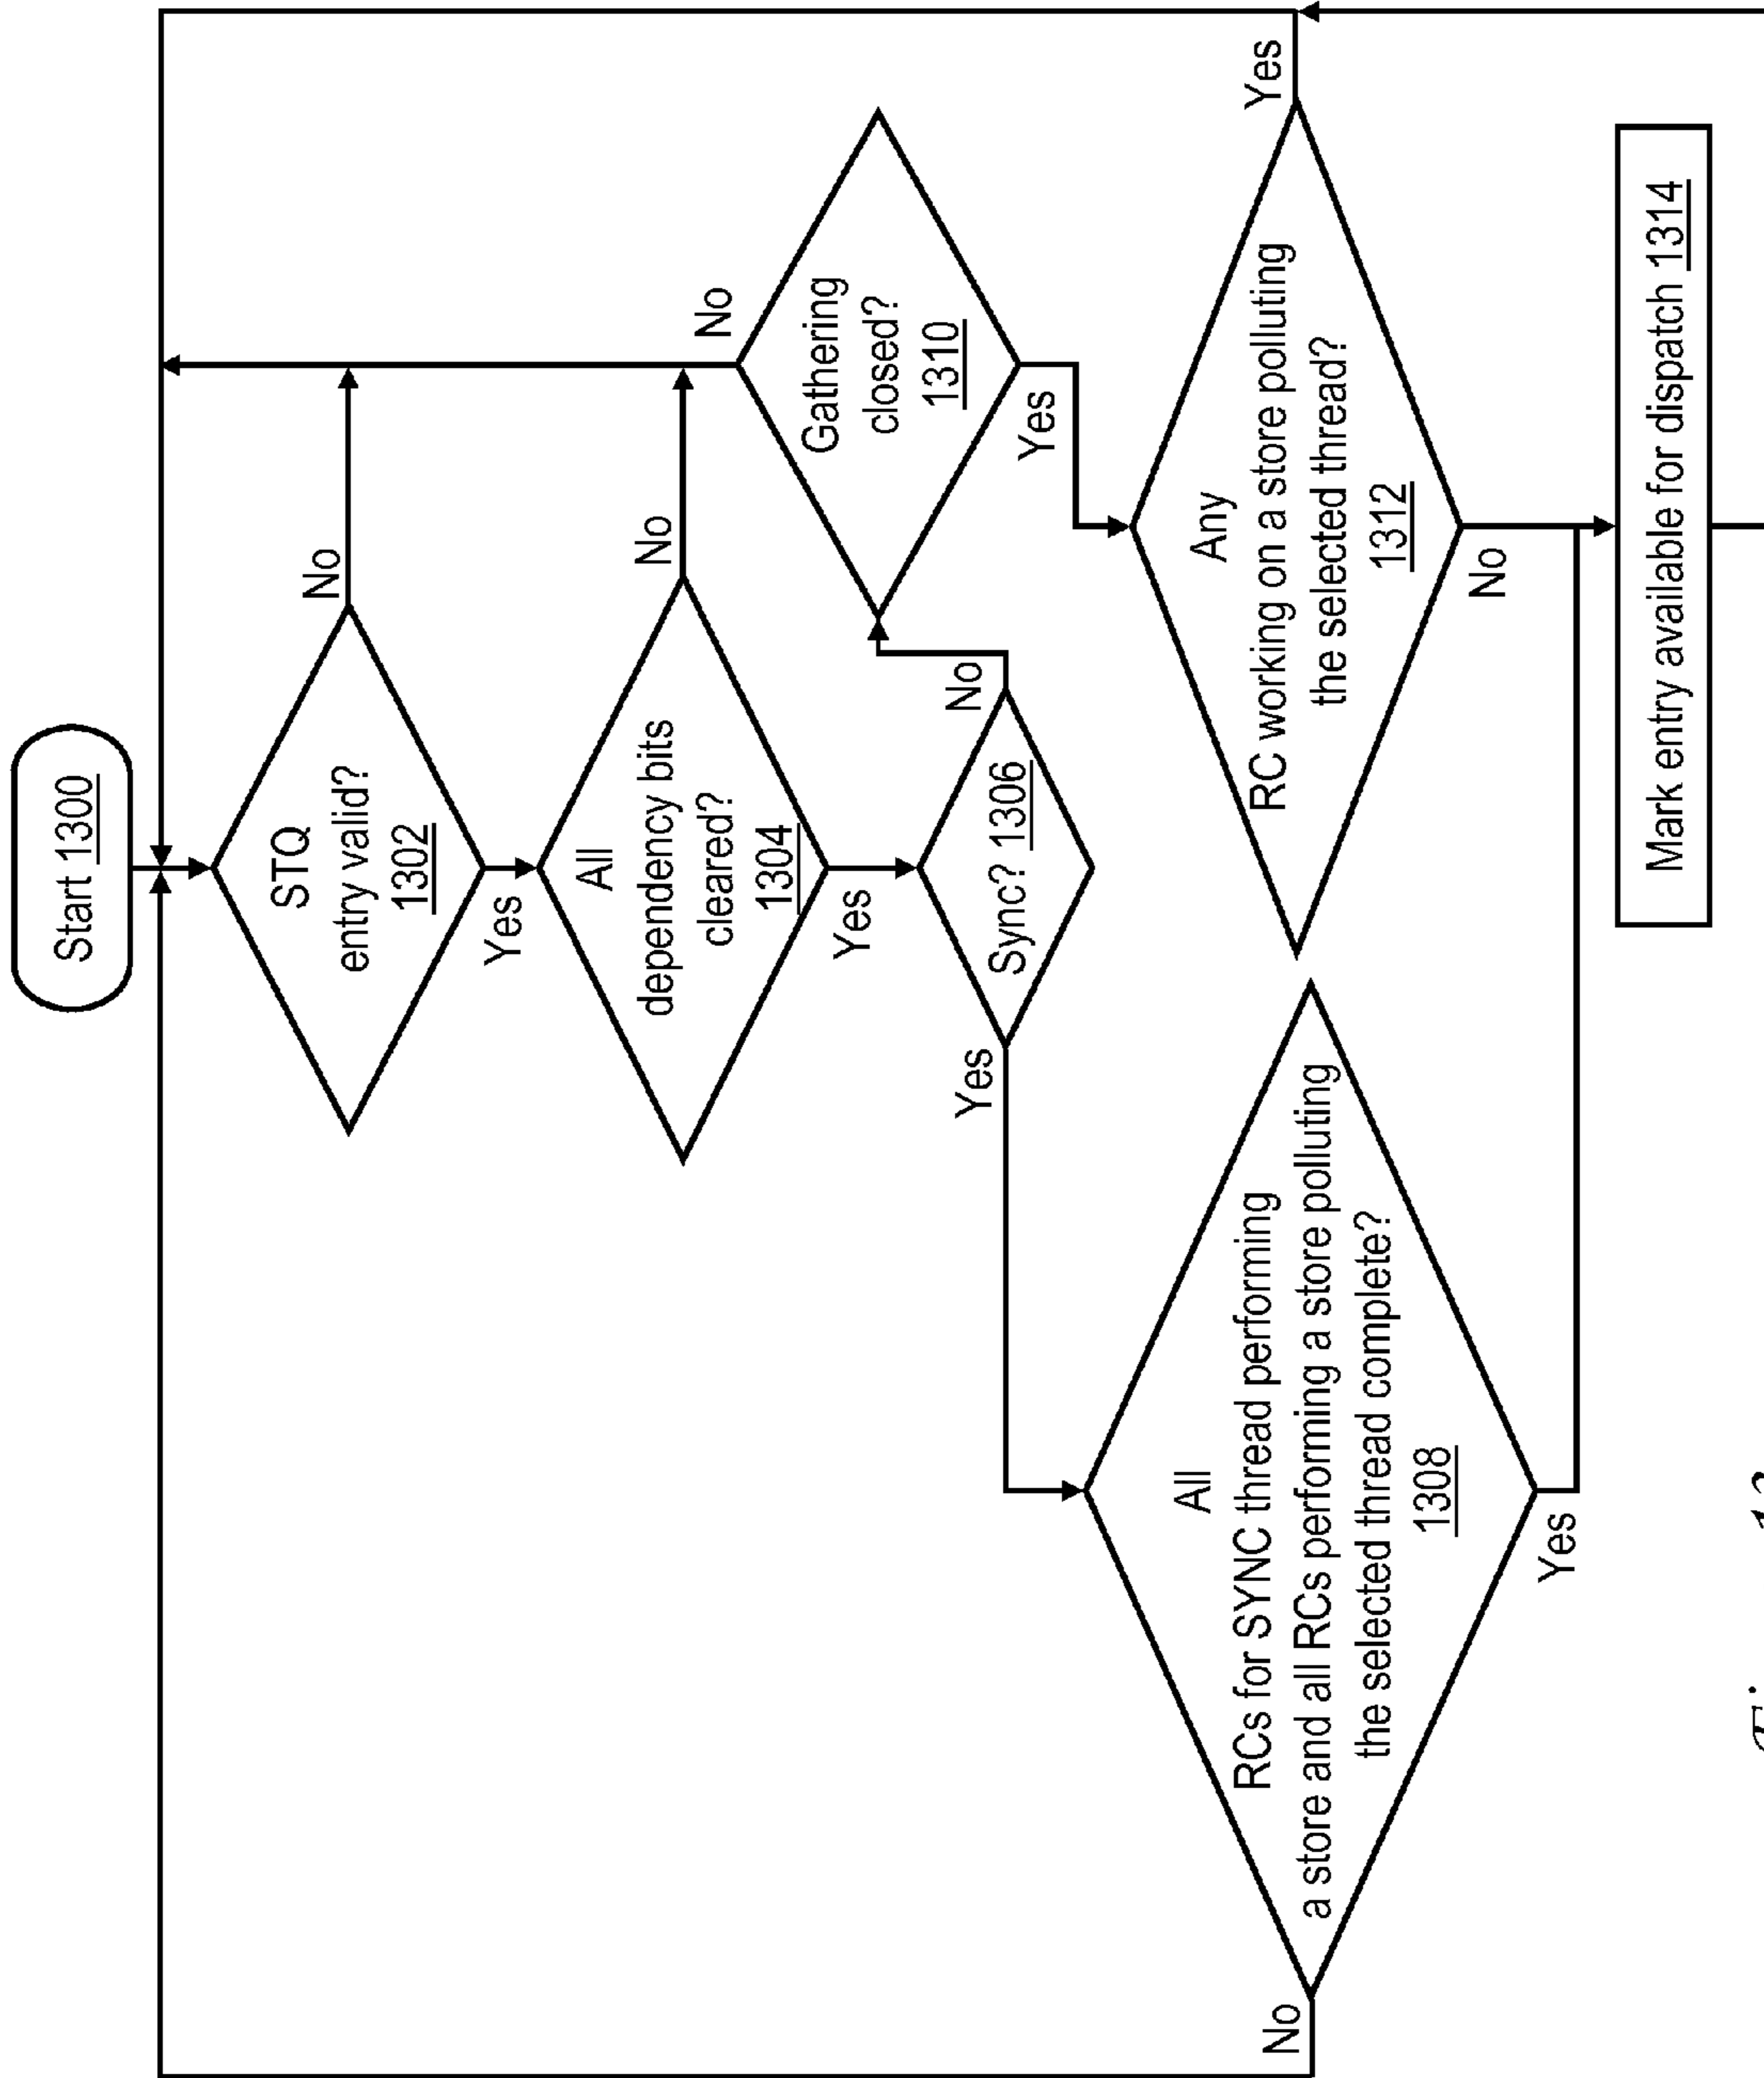 Start 1300
STQ
entry valid?
1302
No
Yes
All
dependency bits
cleared?
1304
No
Yes
Sync? 1306
No
Yes
Gathering
closed?
1310
No
Yes
All
RCs for SYNC thread performing
a store and all RCs performing a store polluting
the selected thread complete?
1308
No
Yes
Any
RC working on a store polluting
the selected thread?
1312
Yes
No
Mark entry available for dispatch 1314